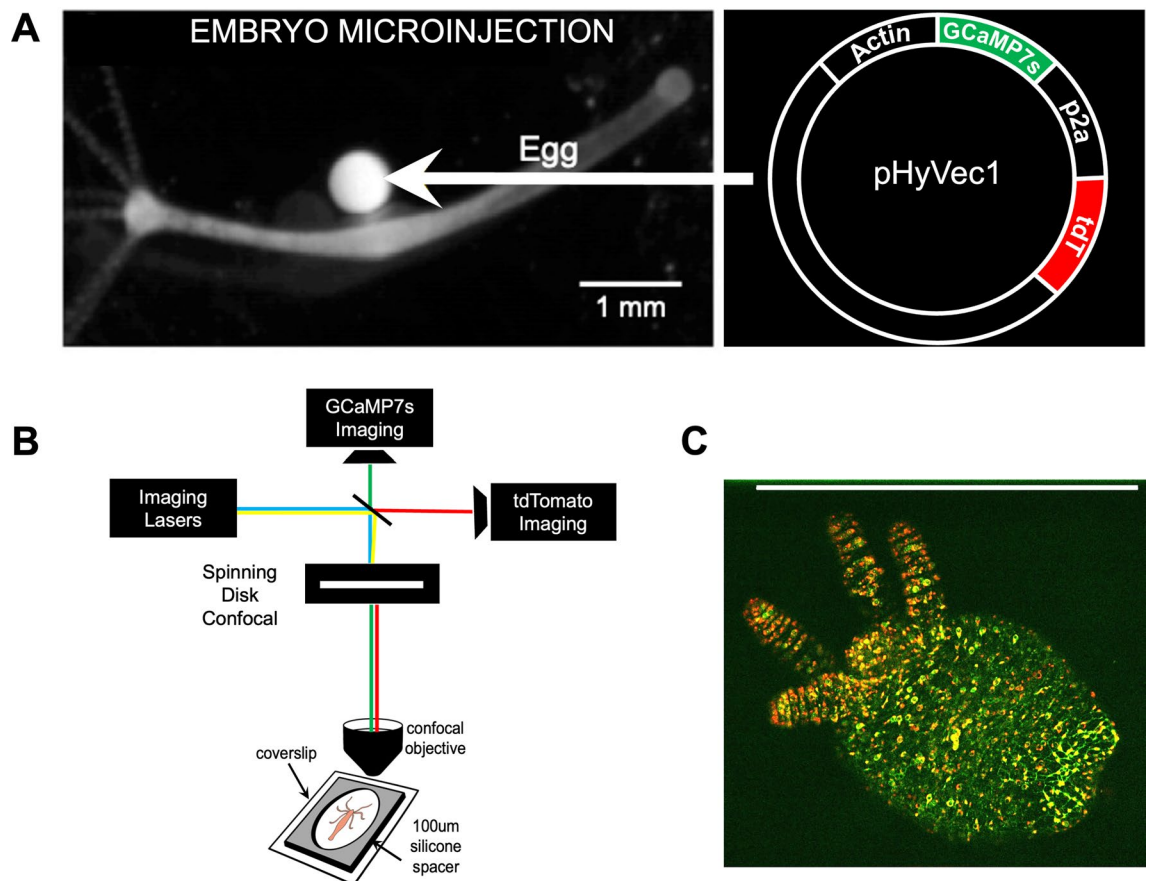 A
EMBRYO MICROINJECTION
Egg
1 mm
Actin
GCaMP7s
p2a
tdT
pHyVec1
B
GCaMP7s
Imaging
Imaging
Lasers
tdTomato
Imaging
Spinning
Disk
Confocal
confocal
objective
coverslip
100um
silicone
spacer
C